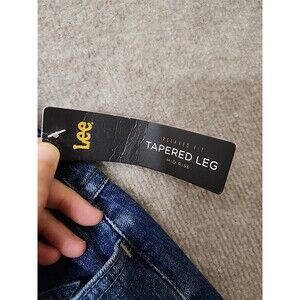 Lee
RELAXED FIT
TAPERED LEG
MID RISE